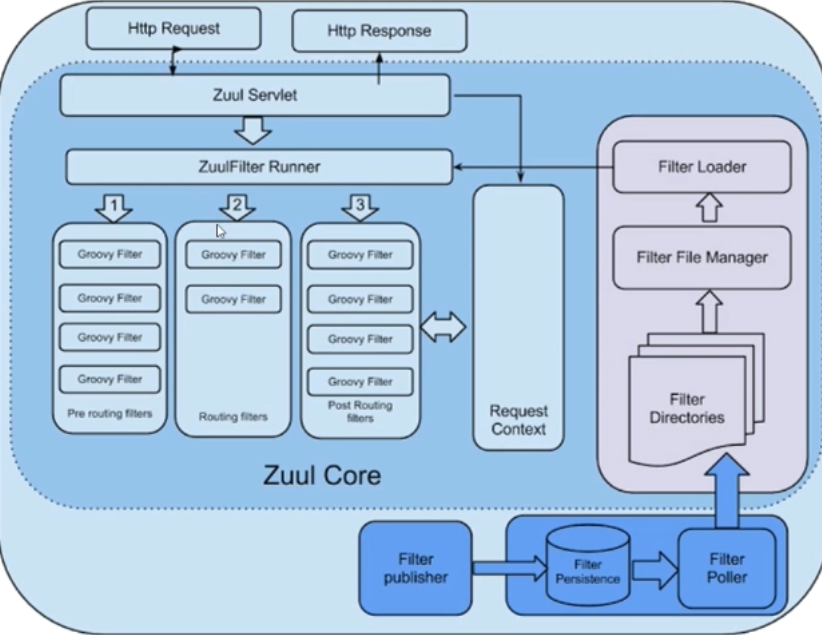 Http Request
Http Response
Zuul Servlet
ZuulFilter Runner
Filter Loader
1
2
3
Groovy Filter
Groovy Filter
Groovy Filter
Groovy Filter
Pre routing filters
Groovy Filter
Groovy Filter
Routing filters
Groovy Filter
Groovy Filter
Groovy Filter
Groovy Filter
Post Routing
filters
Request
Context
Filter File Manager
Filter
Directories
Zuul Core
Filter
publisher
Filter
Persistence
Filter
Poller